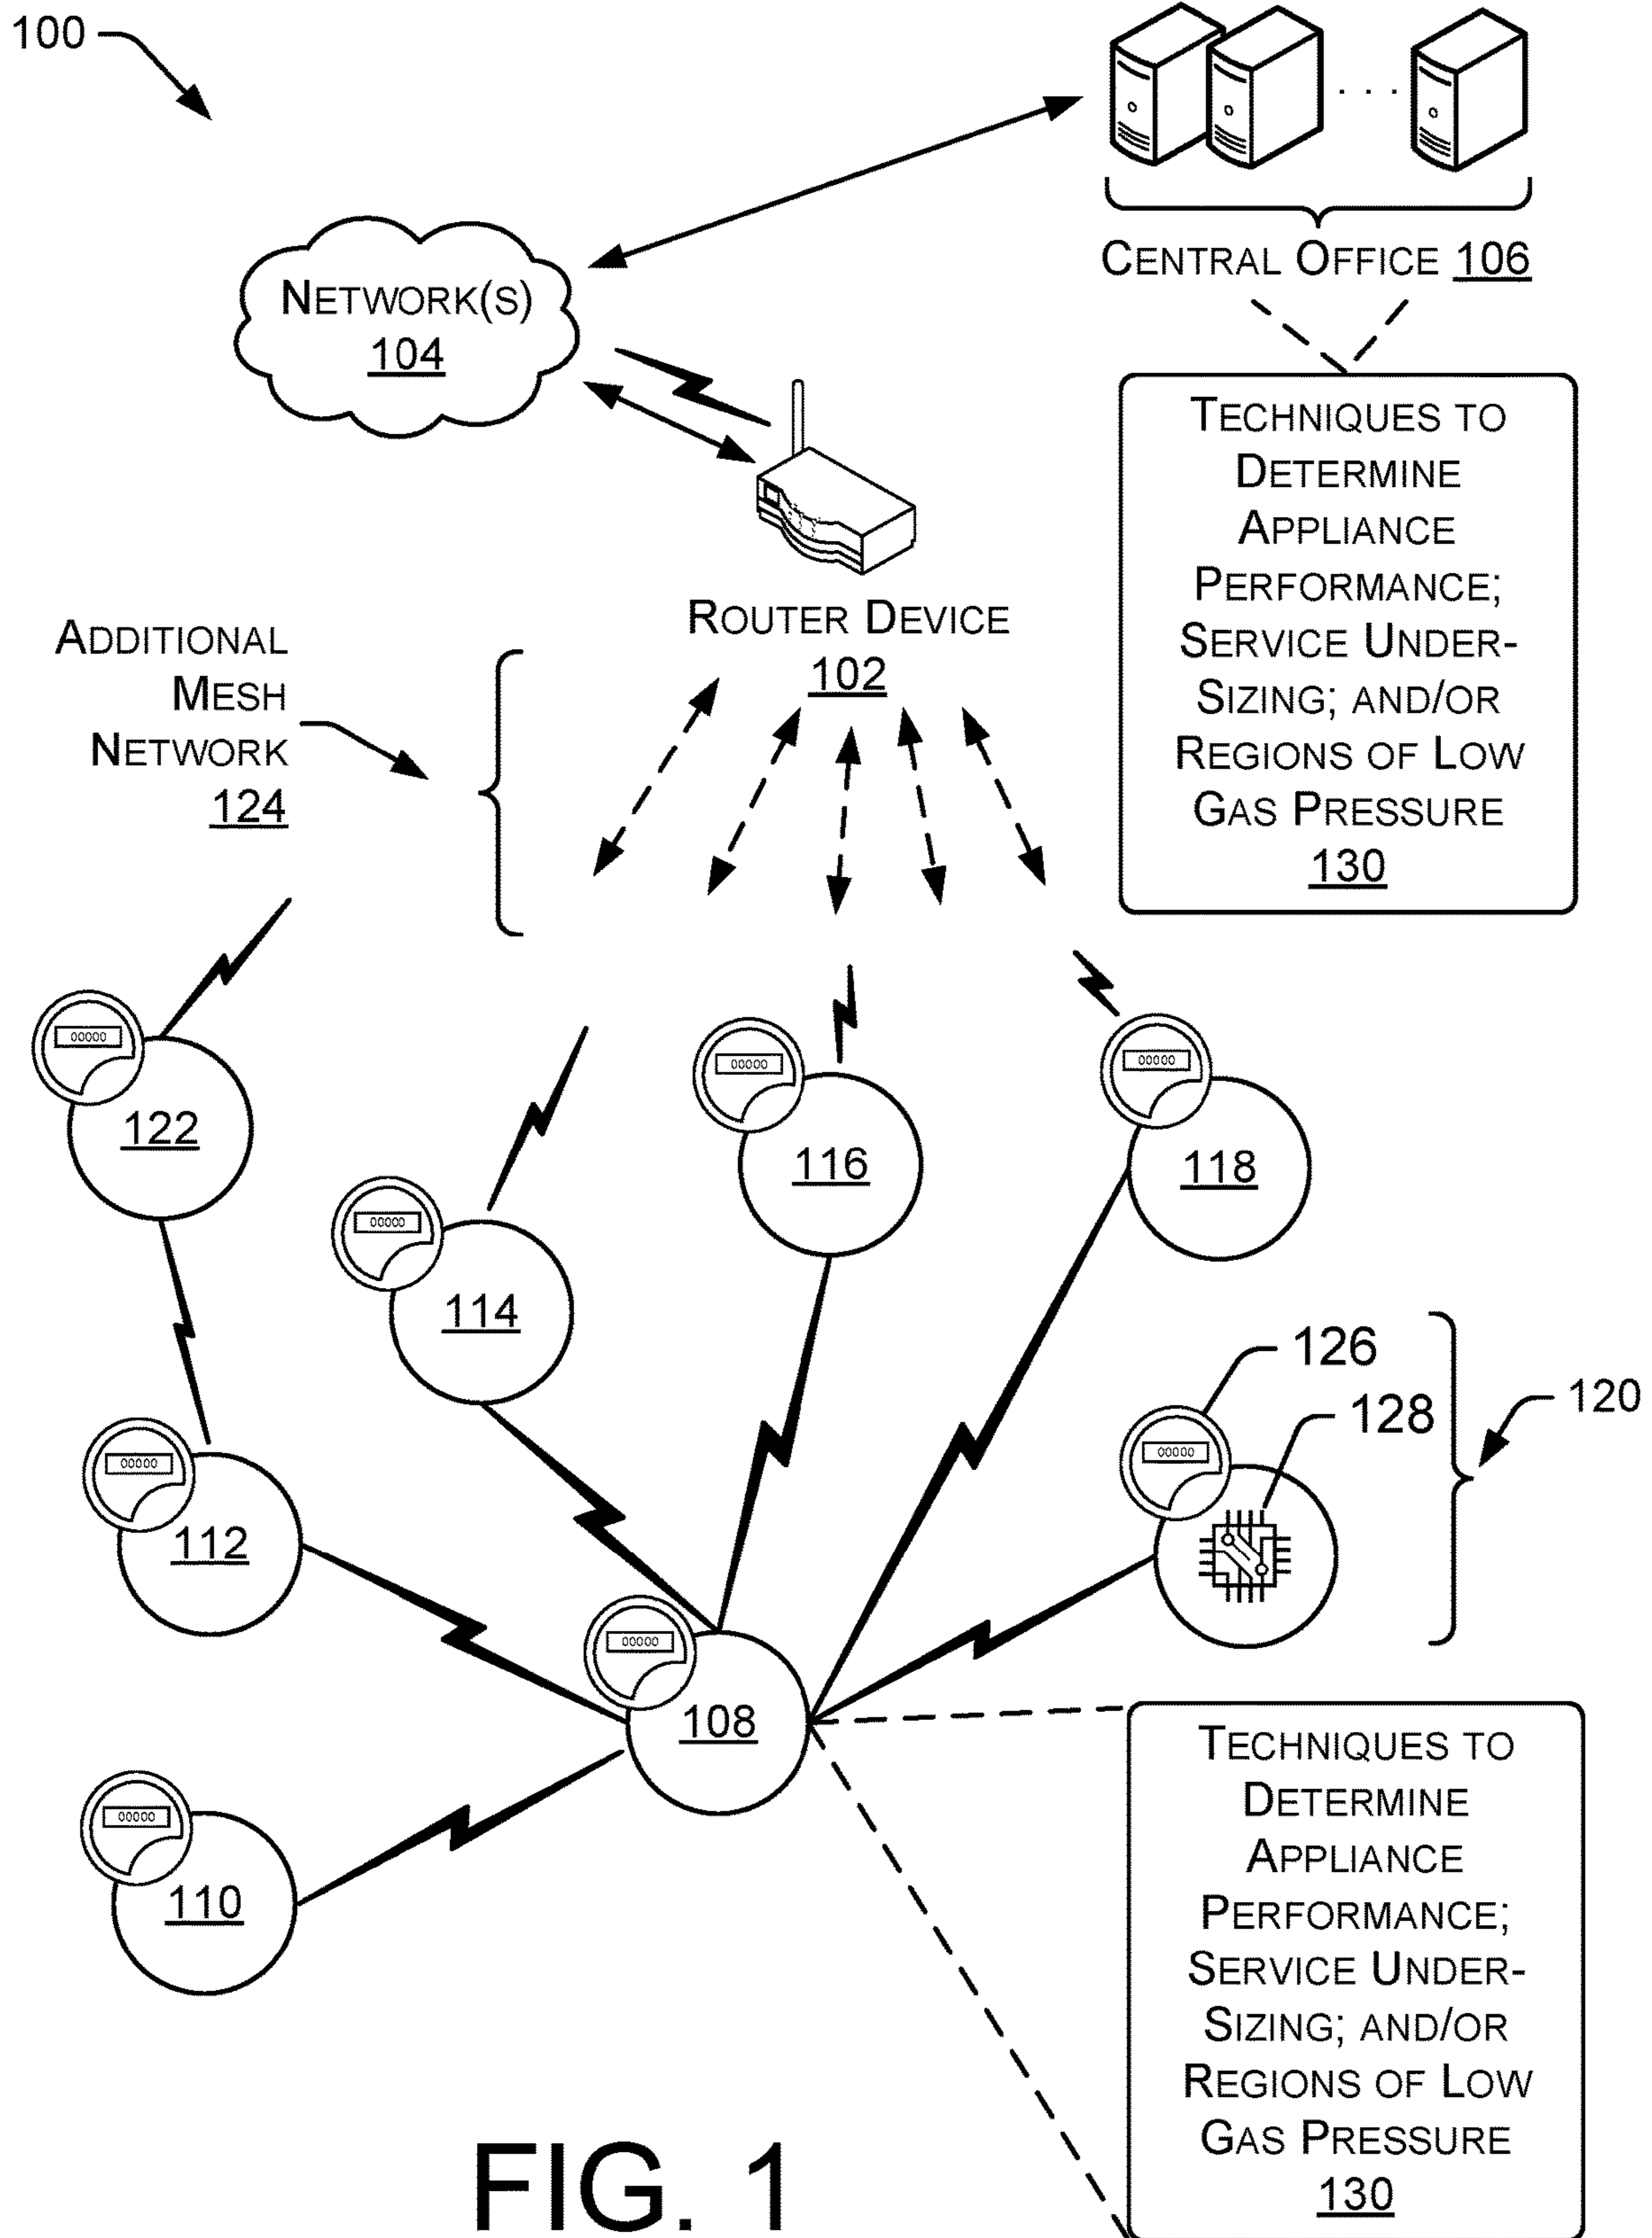 100
CENTRAL OFFICE 106
NETWORK(S)
104
TECHNIQUES TO
DETERMINE
APPLIANCE
PERFORMANCE;
SERVICE UNDER-
SIZING; AND/OR
REGIONS OF LOW
GAS PRESSURE
130
ROUTER DEVICE
102
ADDITIONAL
MESH
NETWORK
124
00000
122
00000
114
00000
116
00000
118
126
128
120
00000
00000
112
00000
108
00000
110
TECHNIQUES TO
DETERMINE
APPLIANCE
PERFORMANCE;
SERVICE UNDER-
SIZING; AND/OR
REGIONS OF LOW
GAS PRESSURE
130
FIG. 1